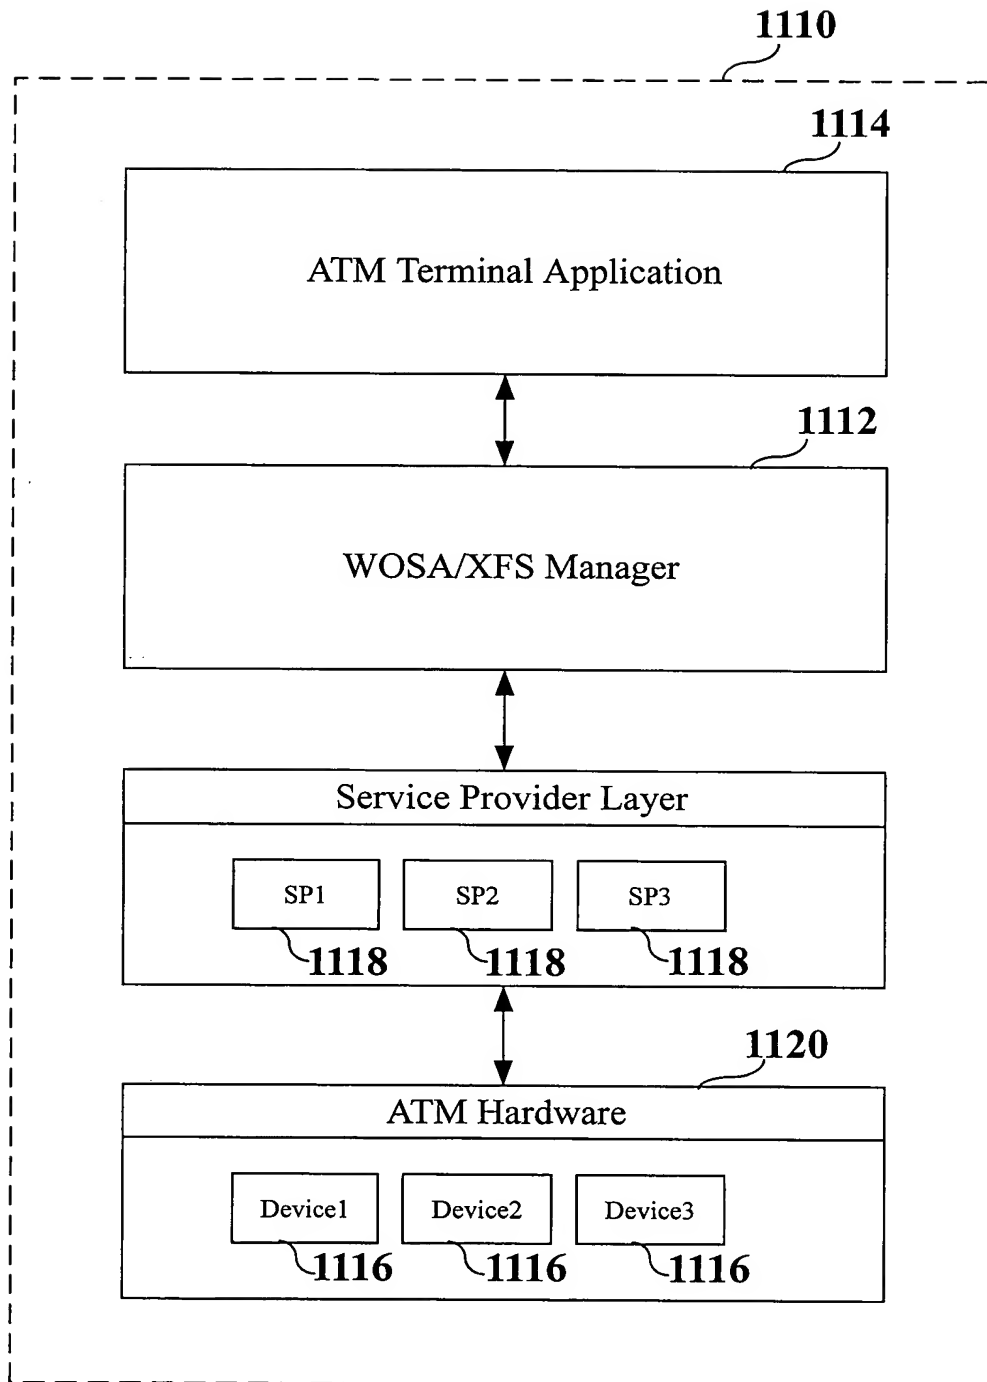 1110
1114
ATM Terminal Application
1112
WOSA/XFS Manager
Service Provider Layer
SP1 SP2 SP3
1118 1118 1118
1120
ATM Hardware
Device1 Device2 Device3
1116 1116 1116